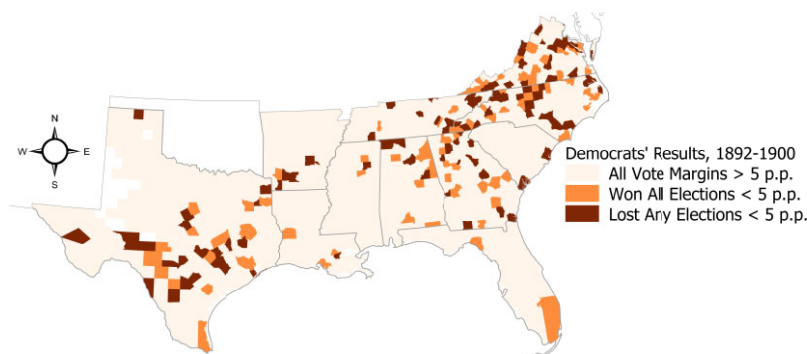 N
W E
S
Democrats' Results, 1892-1900
All Vote Margins > 5 p.p.
Won All Elections < 5 p.p.
Lost Any Elections < 5 p.p.